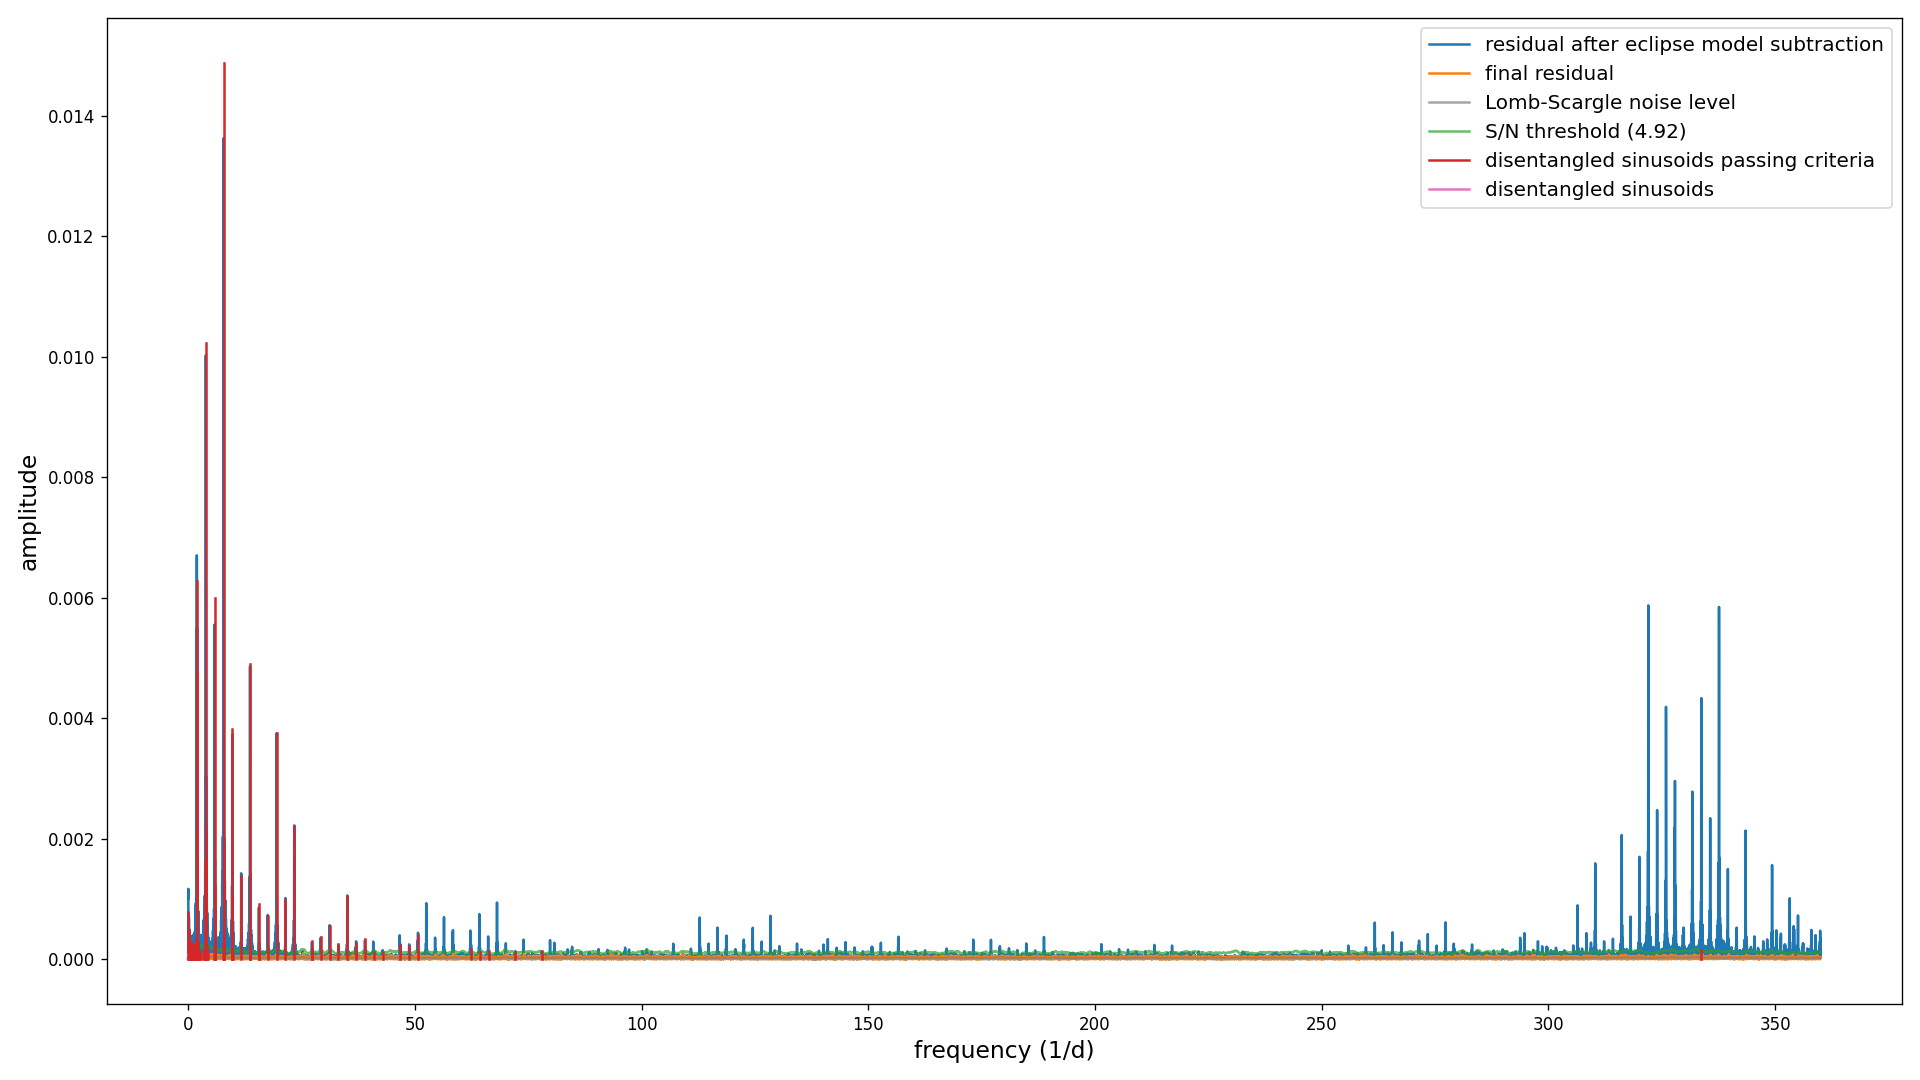 residual after eclipse model subtraction
final residual
Lomb-Scargle noise level
S/N threshold (4.92)
disentangled sinusoids passing criteria
disentangled sinusoids
0.014
0.012
0.010
0.008
0.006
0.004
0.002
0.000
amplitude
0 50 100 150 200 250 300 350
frequency (1/d)